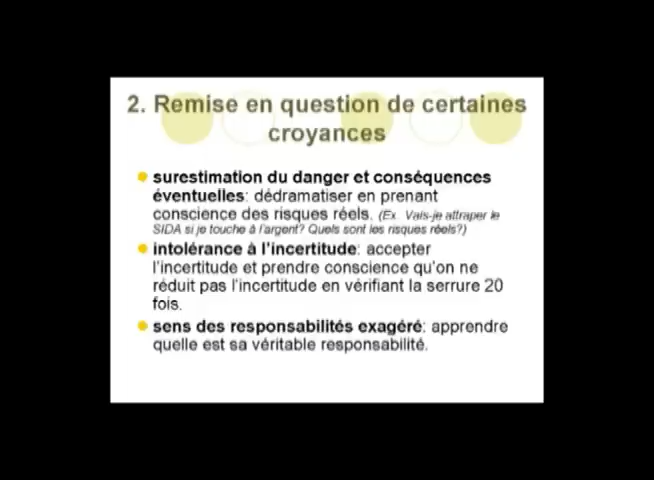 2. Remise en question de certaines
croyances
surestimation du danger et conséquences
éventuelles: dédramatiser en prenant
conscience des risques réels. (Ex. Vais-je attraper le
SIDA si je touche à l'argent? Quels sont les risques réels?)
intolérance à l'incertitude: accepter
l'incertitude et prendre conscience qu'on ne
réduit pas l'incertitude en vérifiant la serrure 20
fois.
sens des responsabilités exagéré: apprendre
quelle est sa véritable responsabilité.